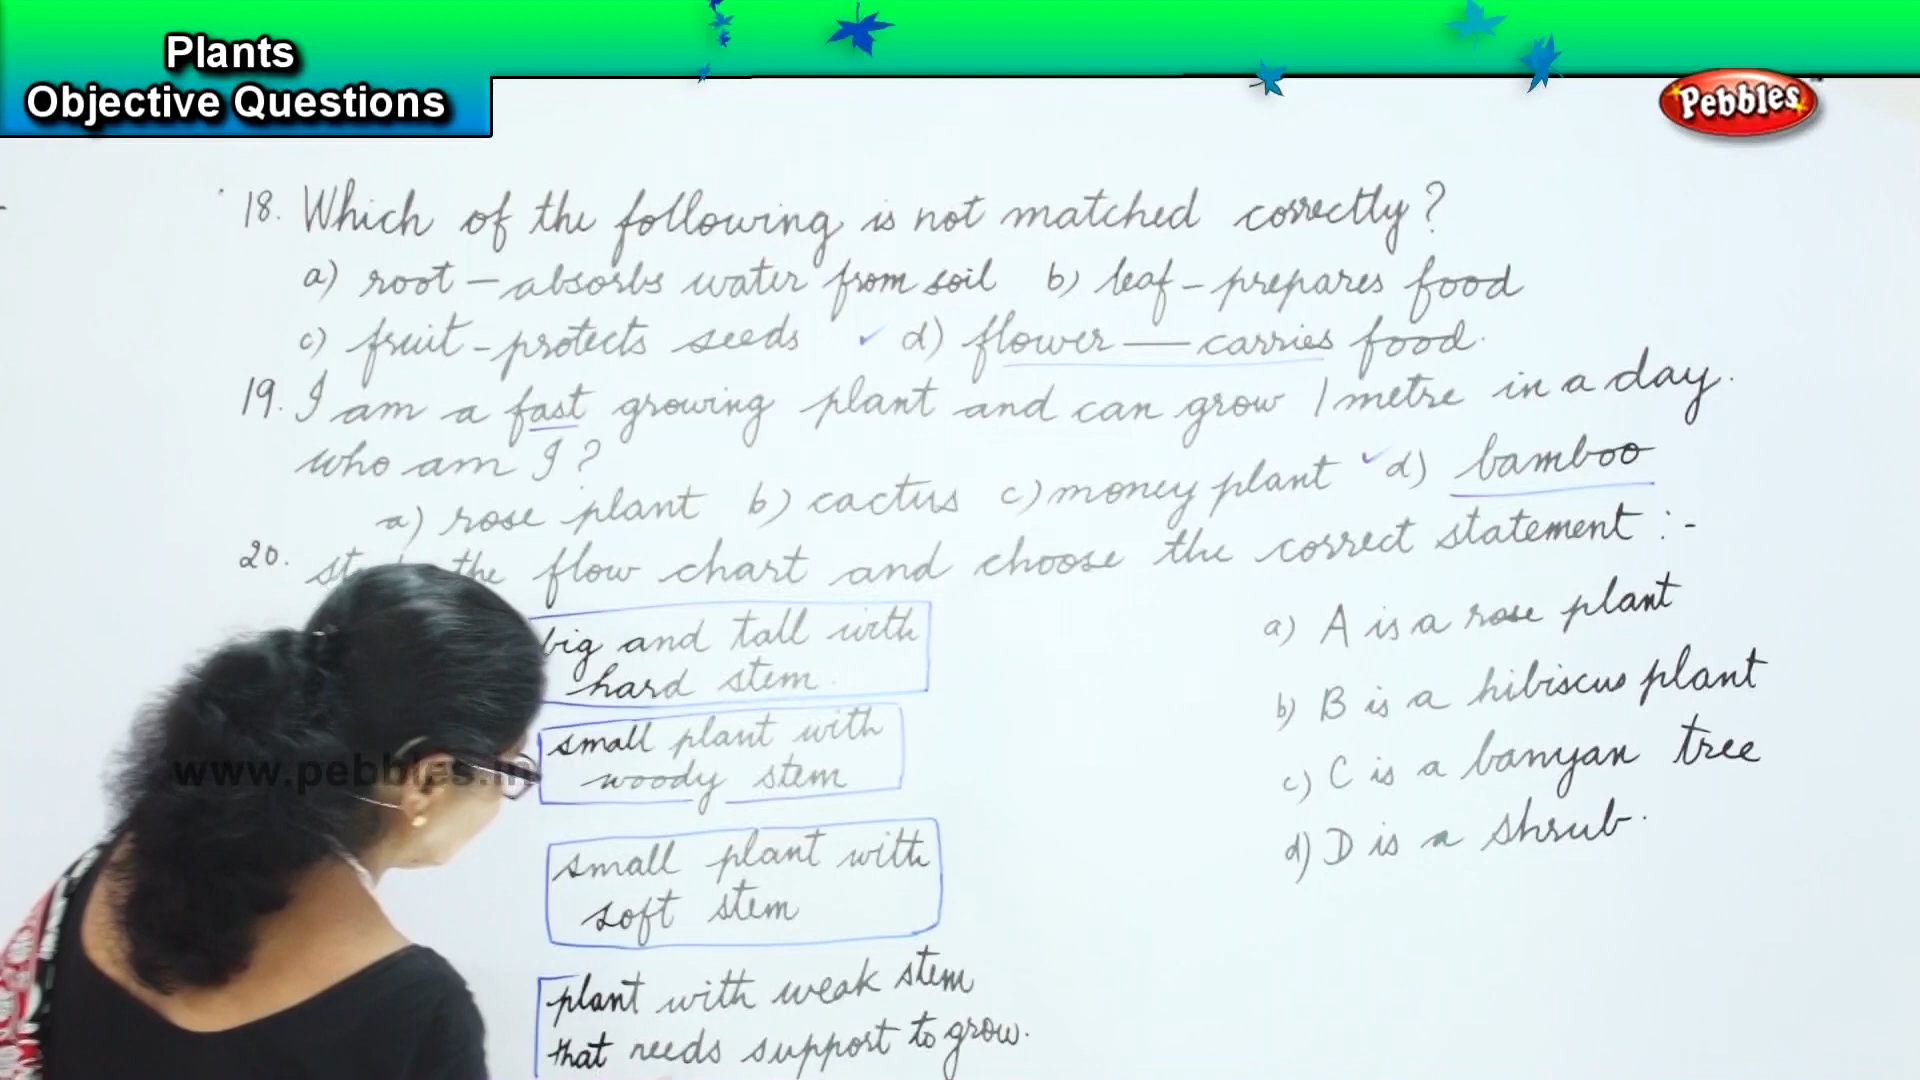 Plants
Objective Questions
Pebbles
18. Which of the following is not matched correctly?
a) root — absorbs water from soil b) leaf - prepares food
c) fruit - protects seeds ✓ d) flower — carries food.
19. I am a fast growing plant and can grow 1 metre in a day.
who am I?
a) rose plant b) cactus c) money plant ✓ d) bamboo
20. the flow chart and choose the correct statement :-
big and tall with
hard stem.
small plant with
woody stem
small plant with
soft stem
plant with weak stem
that needs support to grow.
a) A is a rose plant
b) B is a hibiscus plant
c) C is a banyan tree
d) D is a shrub.
www.pebbles.in